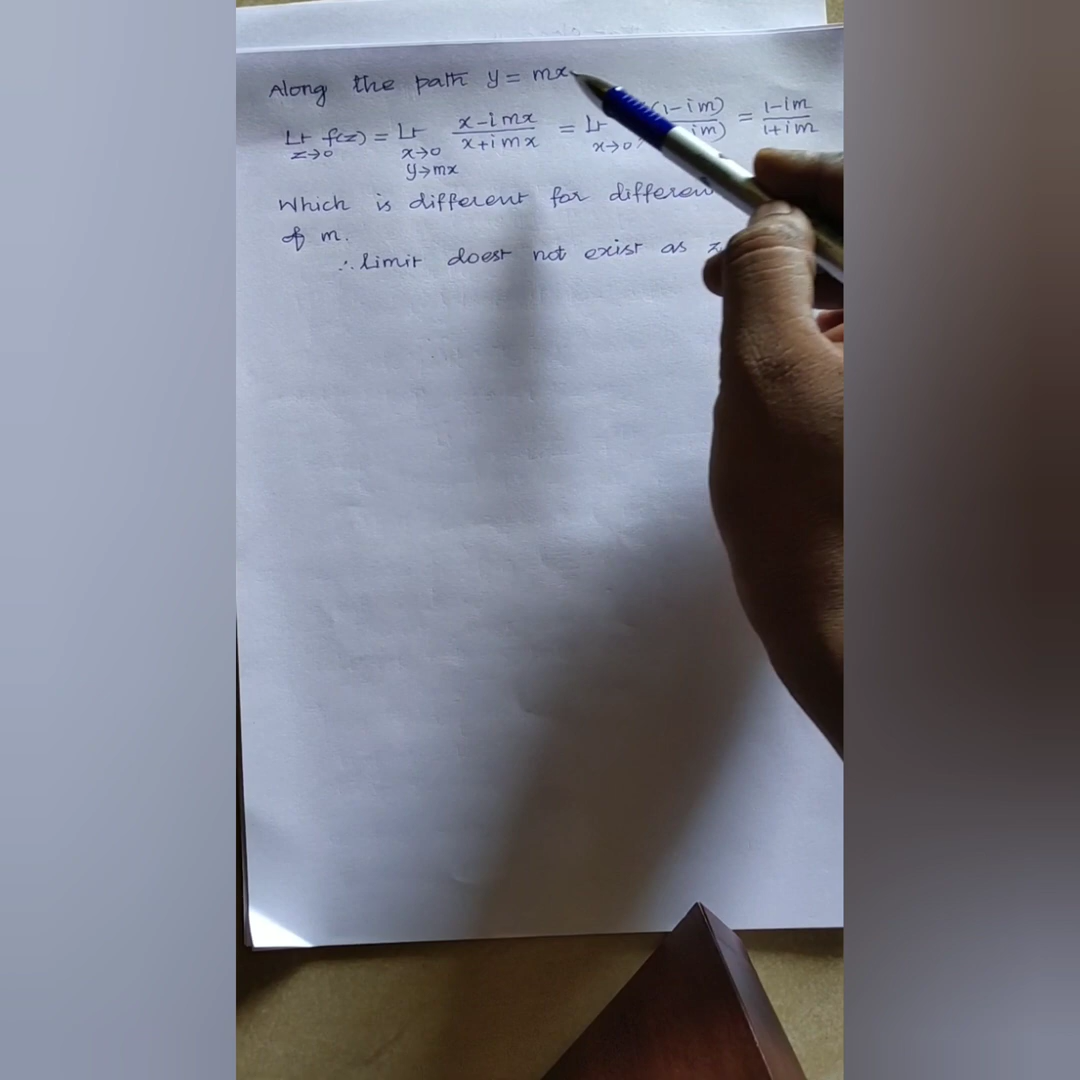 Along the path y = mx
Lt z→0 f(z) = Lt x→0 y→mx (x-imx)/(x+imx) = Lt x→0 (1-im) im) = (1-im)/(1+im)
Which is different for differen
of m.
∴ limit doest not exist as z